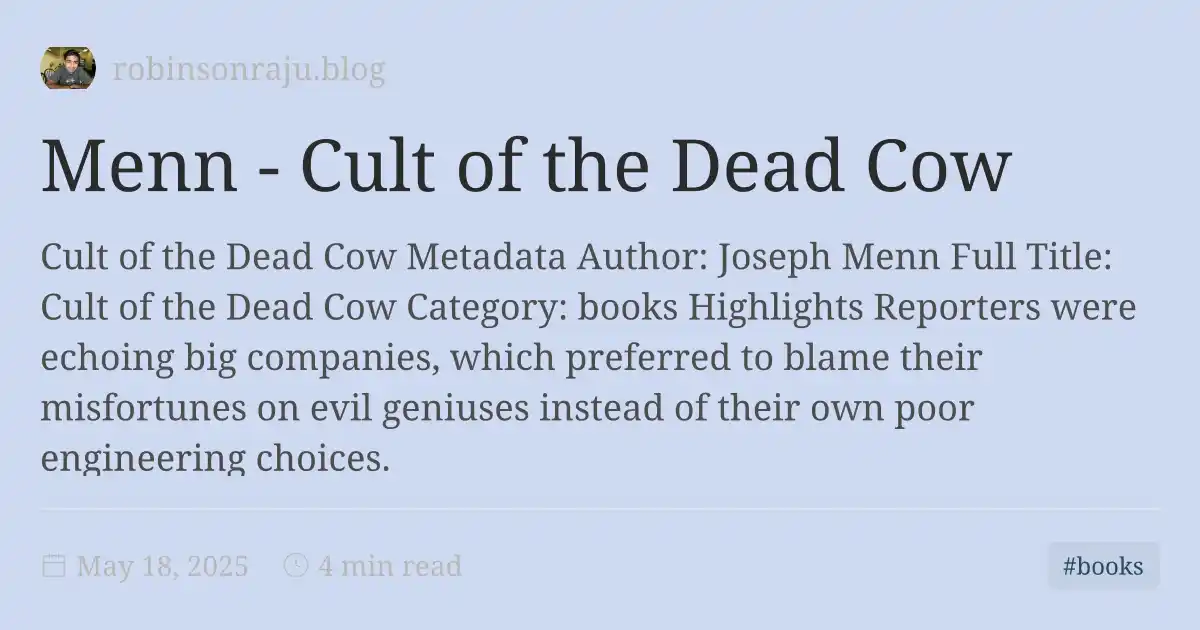 robinsonraju.blog
Menn - Cult of the Dead Cow
Cult of the Dead Cow Metadata Author: Joseph Menn Full Title:
Cult of the Dead Cow Category: books Highlights Reporters were
echoing big companies, which preferred to blame their
misfortunes on evil geniuses instead of their own poor
engineering choices.
May 18, 2025 4 min read
#books